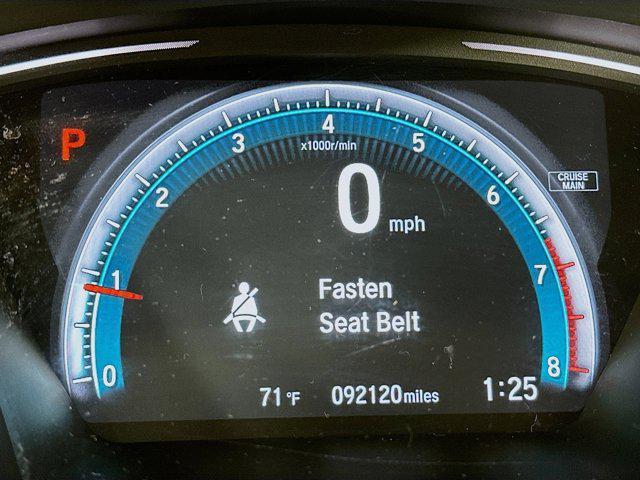 P
0
1
2
3
4
5
6
7
8
x1000r/min
CRUISE
MAIN
0 mph
Fasten
Seat Belt
71°F 092120miles 1:25